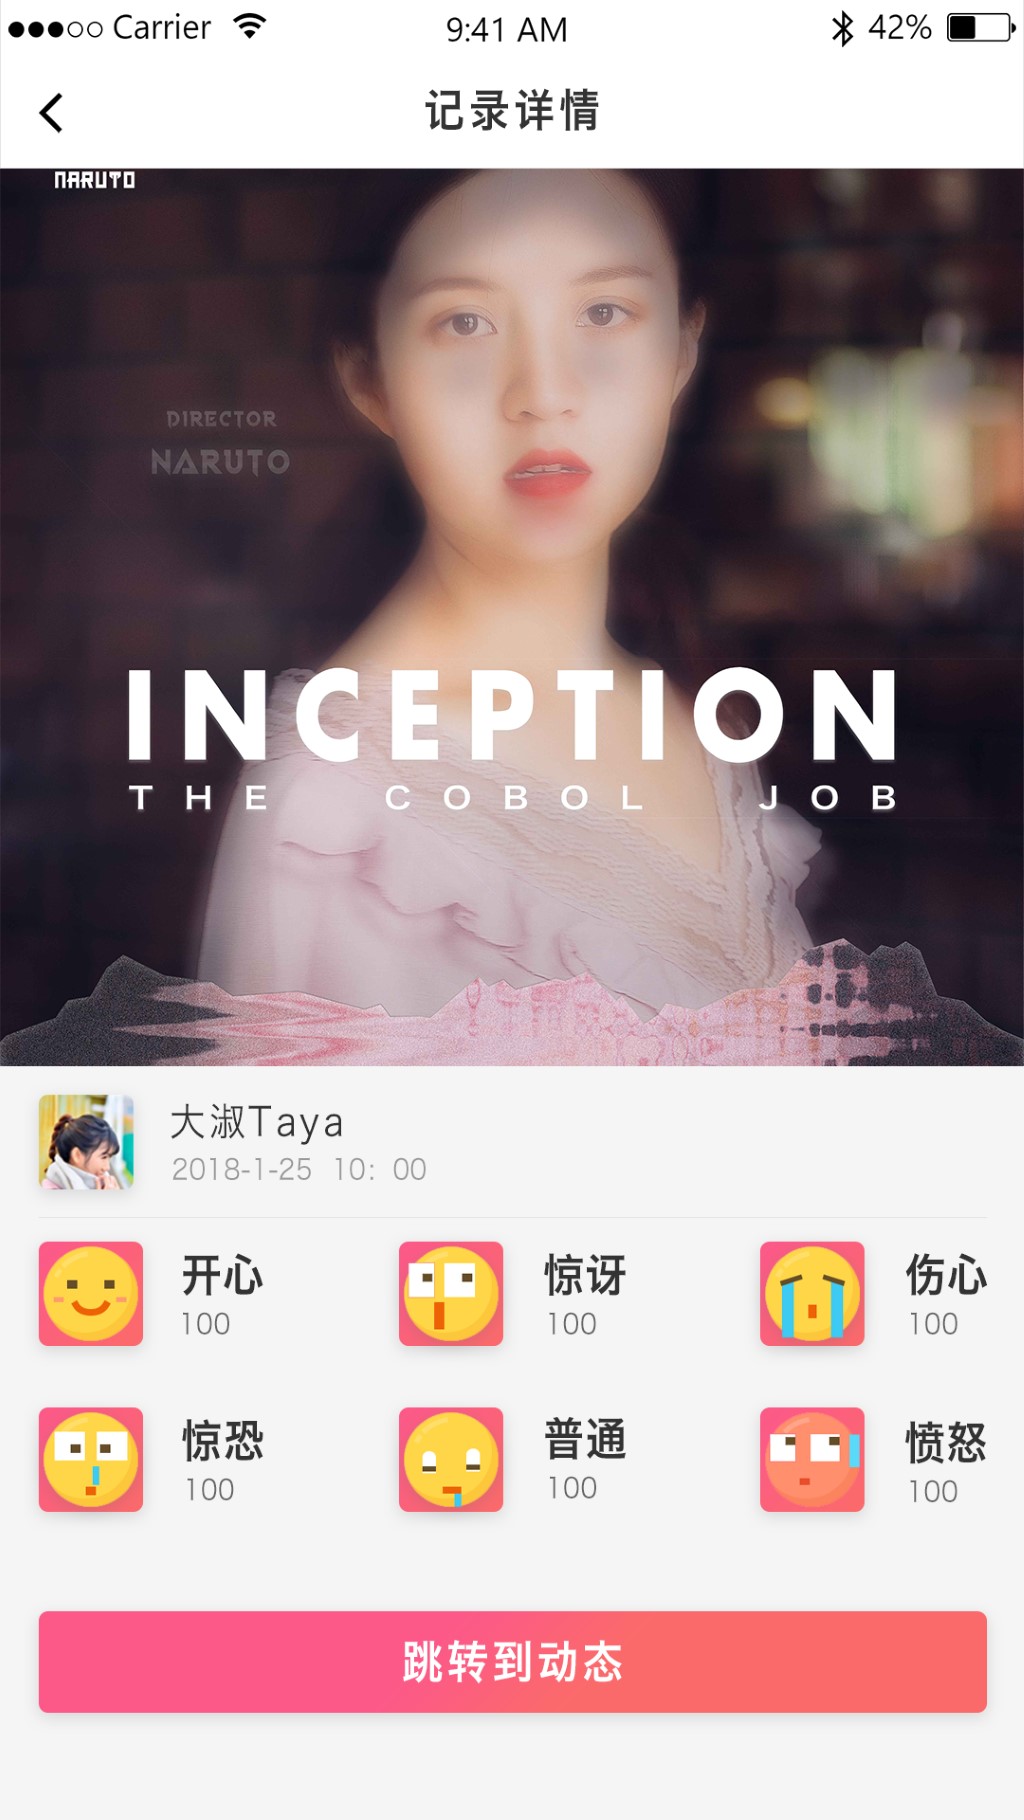 Carrier 9:41 AM 42%
记录详情
NARUTO
DIRECTOR
NARUTO
INCEPTION
THE COBOL JOB
大淑Taya
2018-1-25 10：00
开心 惊讶 伤心
100 100 100
惊恐 普通 愤怒
100 100 100
跳转到动态